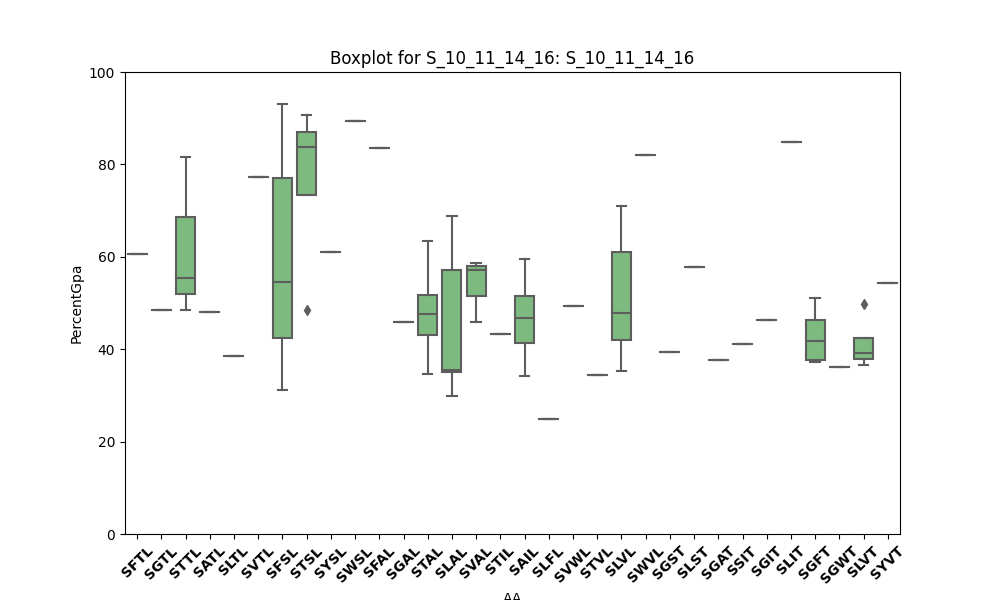 Boxplot for S_10_11_14_16: S_10_11_14_16
PercentGpa
100
80
60
40
20
0
SFTL SGTL STTL SATL SLTL SVTL SFSL STSL SYSL SWSL SFAL SGAL STAL SLAL SVAL STIL SAIL SLFL SVWL STVL SLVL SWVL SGST SLST SGAT SSIT SGIT SLIT SGFT SGWT SLVT SYVT
AA